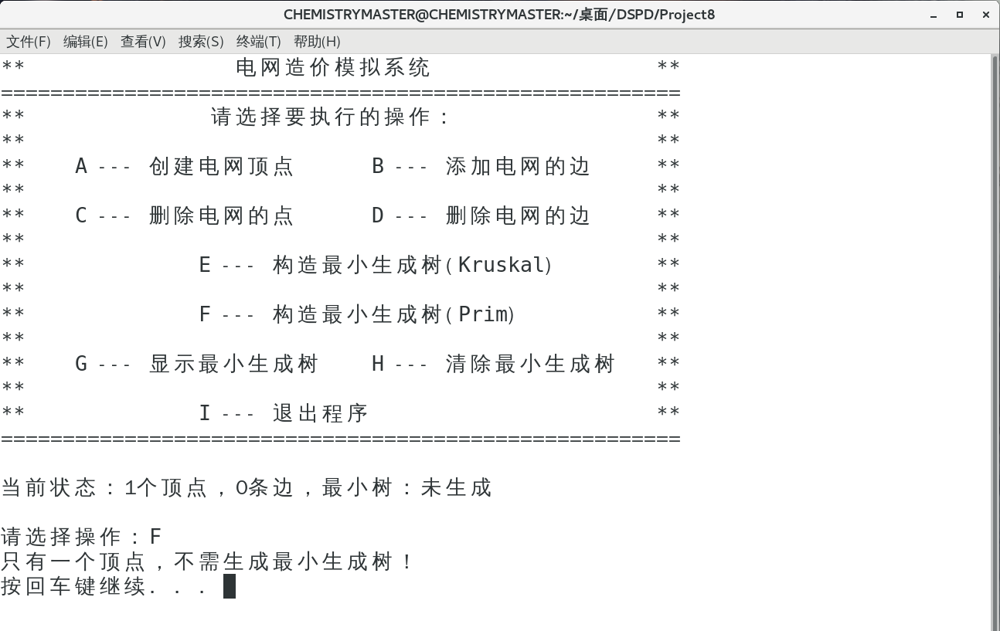 CHEMISTRYMASTER@CHEMISTRYMASTER:~/桌面/DSPD/Project8
文件(F) 编辑(E) 查看(V) 搜索(S) 终端(T) 帮助(H)
** 电网造价模拟系统 **
=======================================================
** 请选择要执行的操作： **
** **
** A --- 创建电网顶点 B --- 添加电网的边 **
** **
** C --- 删除电网的点 D --- 删除电网的边 **
** **
** E --- 构造最小生成树(Kruskal) **
** **
** F --- 构造最小生成树(Prim) **
** **
** G --- 显示最小生成树 H --- 清除最小生成树 **
** **
** I --- 退出程序 **
=======================================================
当前状态：1个顶点，0条边，最小树：未生成
请选择操作：F
只有一个顶点，不需生成最小生成树！
按回车键继续. . .